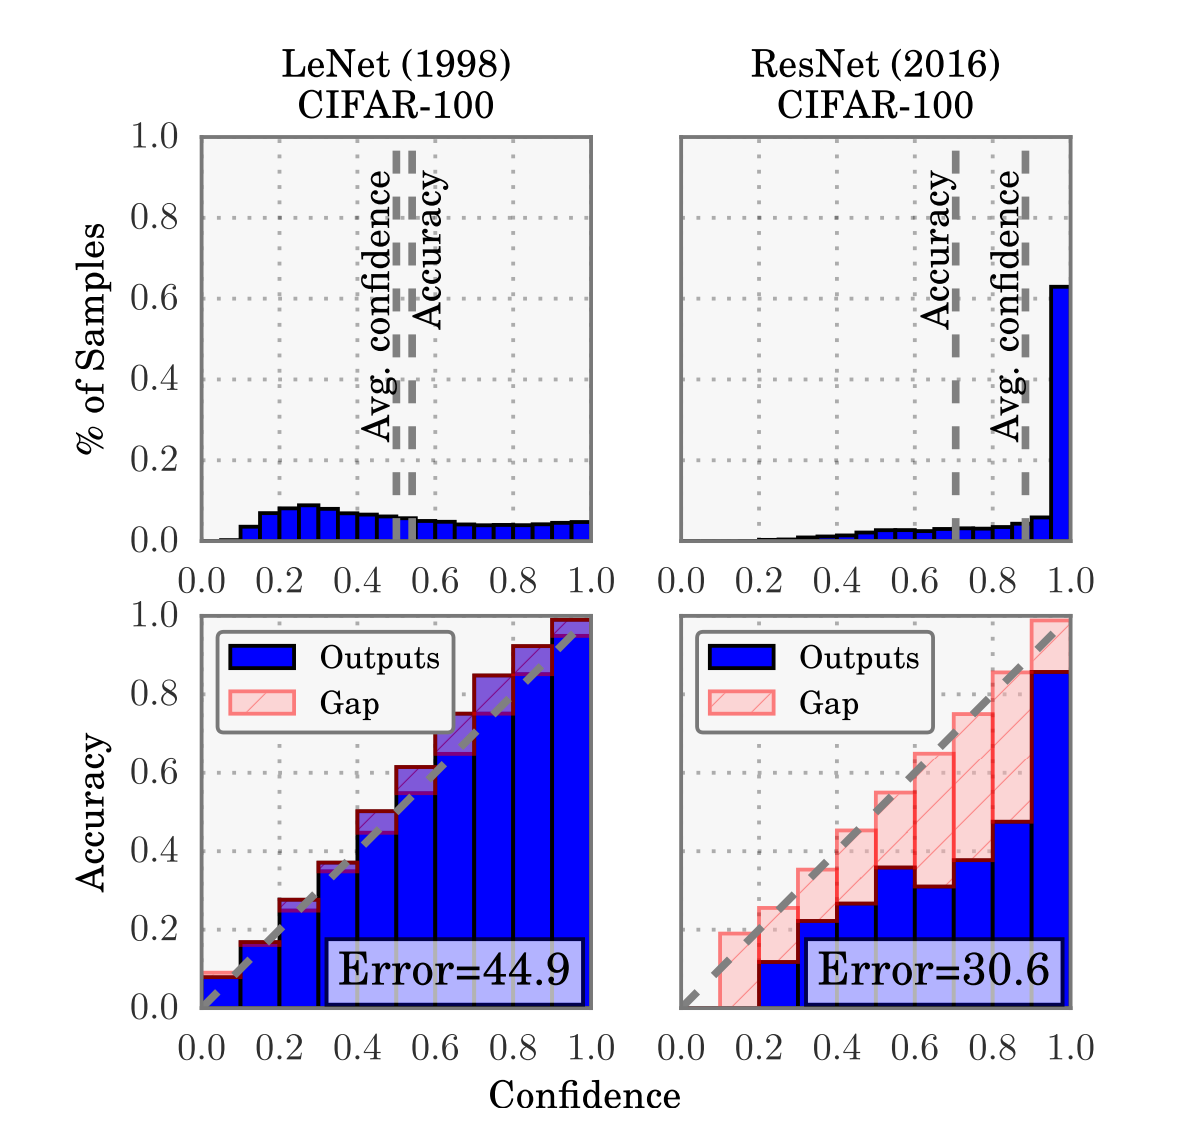 LeNet (1998)
CIFAR-100
ResNet (2016)
CIFAR-100
% of Samples
1.0
0.8
0.6
0.4
0.2
0.0
Avg. confidence
Accuracy
0.0 0.2 0.4 0.6 0.8 1.0
Accuracy
Avg. confidence
0.0 0.2 0.4 0.6 0.8 1.0
Accuracy
1.0
0.8
0.6
0.4
0.2
0.0
Outputs
Gap
Error=44.9
0.0 0.2 0.4 0.6 0.8 1.0
Outputs
Gap
Error=30.6
0.0 0.2 0.4 0.6 0.8 1.0
Confidence